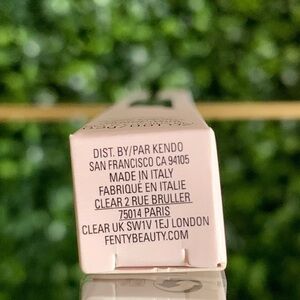 DIST. BY/PAR KENDO
SAN FRANCISCO CA 94105
MADE IN ITALY
FABRIQUÉ EN ITALIE
CLEAR 2 RUE BRULLER
75014 PARIS
CLEAR UK SW1V 1EJ LONDON
FENTYBEAUTY.COM